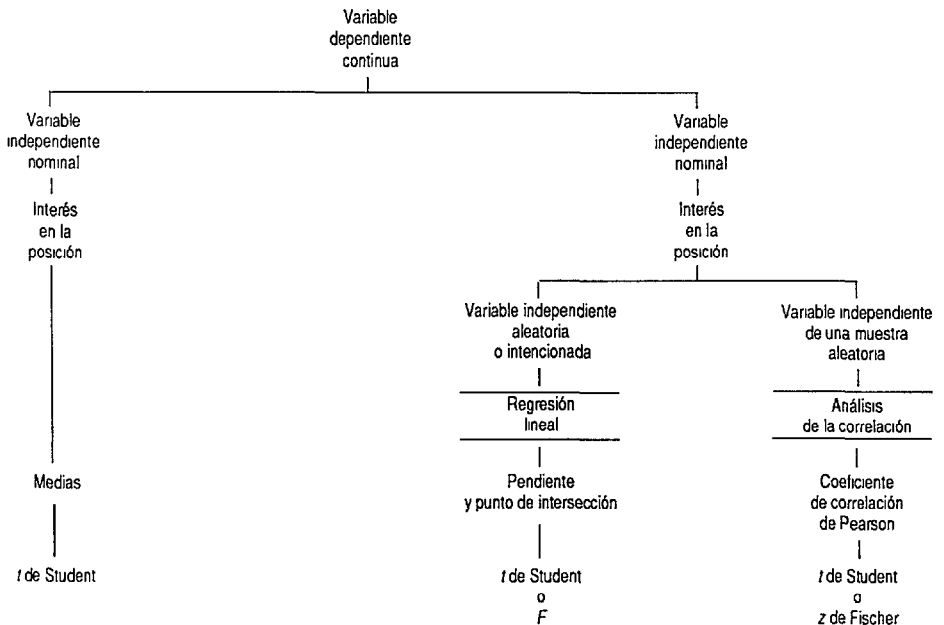 Variable
dependiente
continua
Variable
independiente
nominal
Interés
en la
posición
Medias
t de Student
Variable
independiente
nominal
Interés
en la
posición
Variable independiente
aleatoria
o intencionada
Regresión
lineal
Pendiente
y punto de intersección
t de Student
o
F
Variable independiente
de una muestra
aleatoria
Análisis
de la correlación
Coeficiente
de correlación
de Pearson
t de Student
o
z de Fischer